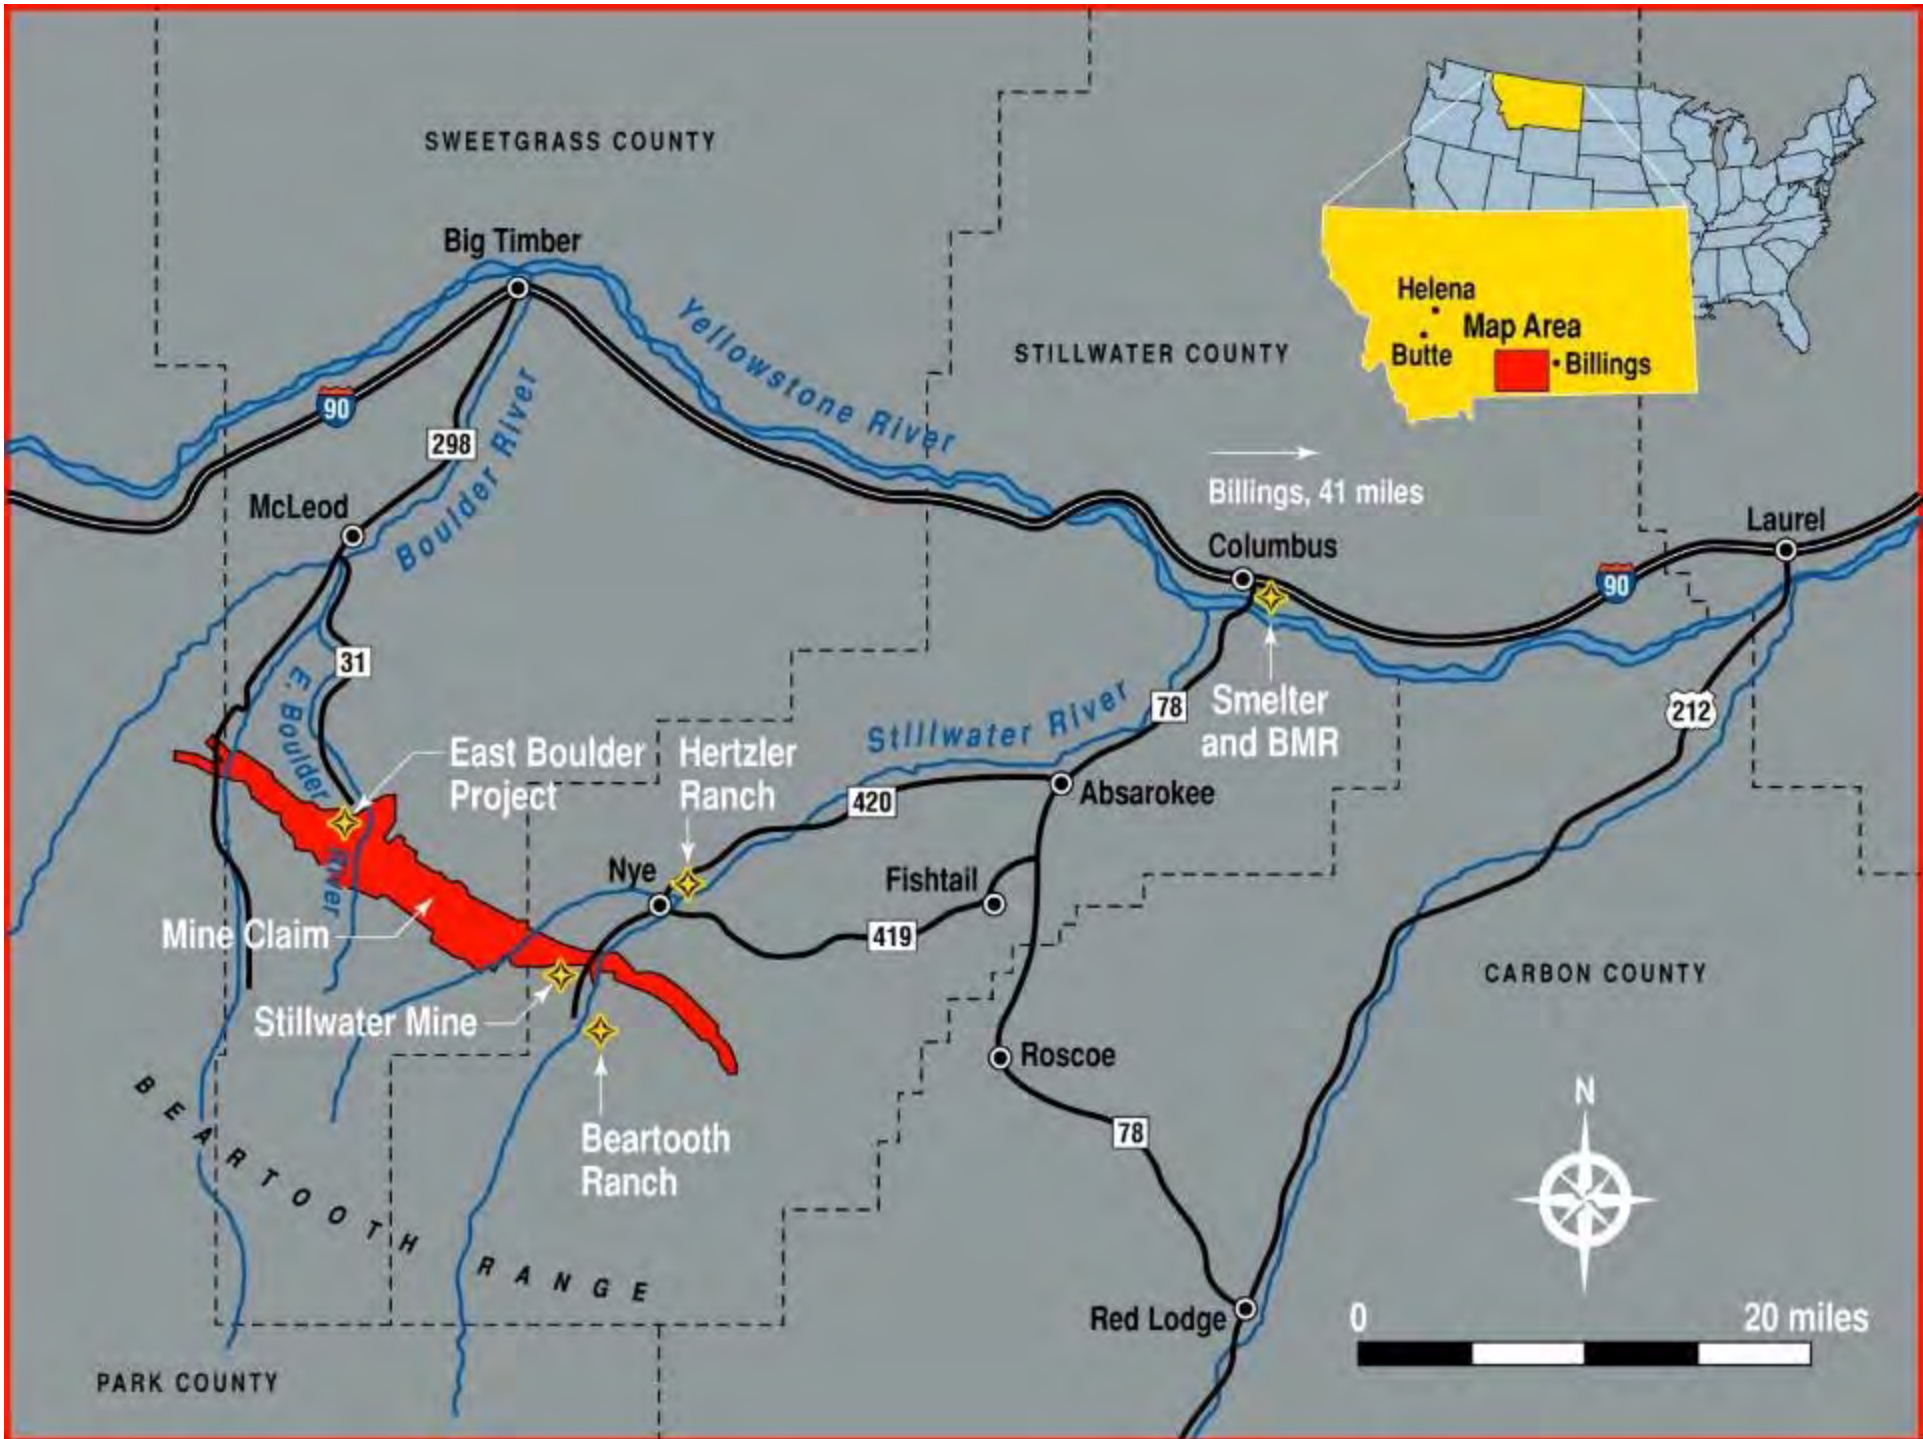 SWEETGRASS COUNTY
Big Timber
Yellowstone River
STILLWATER COUNTY
Helena
Map Area
Butte
Billings
90
298
Boulder River
McLeod
Billings, 41 miles
Columbus
Laurel
90
31
E. Boulder
River
Stillwater River
78
Smelter
and BMR
212
East Boulder
Project
Hertzler
Ranch
420
Absarokee
Nye
Fishtail
Mine Claim
419
CARBON COUNTY
Stillwater Mine
Roscoe
BEARTOOTH RANGE
N
Beartooth
Ranch
78
Red Lodge
0
20 miles
PARK COUNTY